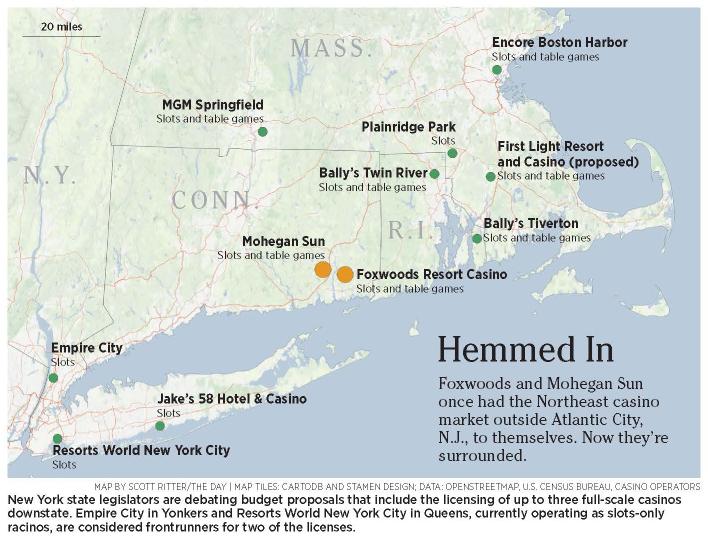 20 miles
MASS.
Encore Boston Harbor
Slots and table games
MGM Springfield
Slots and table games
Plainridge Park
Slots
First Light Resort
and Casino (proposed)
Slots and table games
N.Y.
Bally's Twin River
Slots and table games
CONN.
R.I.
Bally's Tiverton
Slots and table games
Mohegan Sun
Slots and table games
Foxwoods Resort Casino
Slots and table games
Empire City
Slots
Jake's 58 Hotel & Casino
Slots
Resorts World New York City
Slots
Hemmed In
Foxwoods and Mohegan Sun
once had the Northeast casino
market outside Atlantic City,
N.J., to themselves. Now they're
surrounded.
MAP BY SCOTT RITTER/THE DAY | MAP TILES: CARTODB AND STAMEN DESIGN; DATA: OPENSTREETMAP, U.S. CENSUS BUREAU, CASINO OPERATORS
New York state legislators are debating budget proposals that include the licensing of up to three full-scale casinos
downstate. Empire City in Yonkers and Resorts World New York City in Queens, currently operating as slots-only
racinos, are considered frontrunners for two of the licenses.